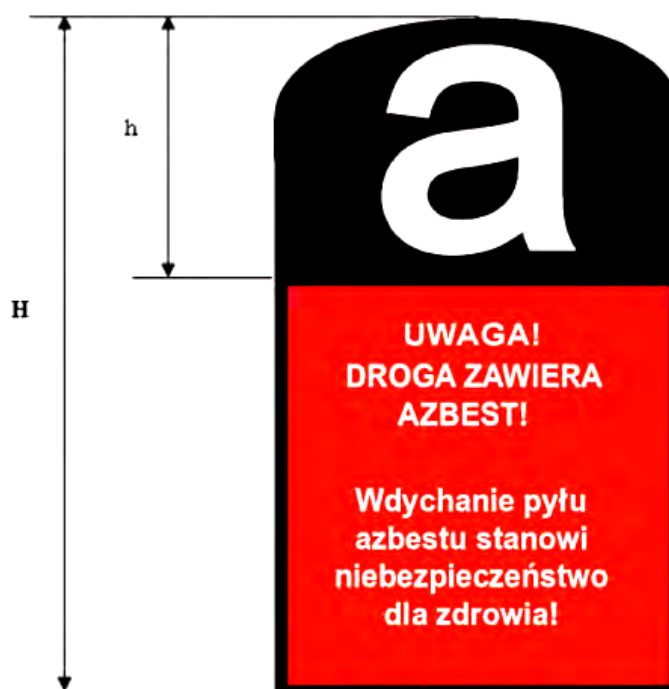 a
h
H
UWAGA!
DROGA ZAWIERA
AZBEST!
Wdychanie pyłu
azbestu stanowi
niebezpieczeństwo
dla zdrowia!